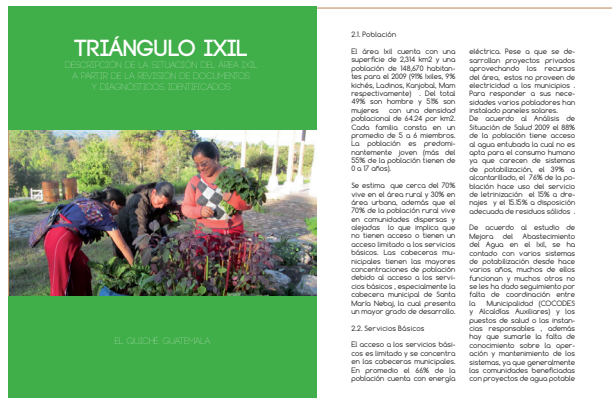 TRIÁNGULO IXIL
DESCRIPCIÓN DE LA SITUACIÓN DEL ÁREA IXIL
A PARTIR DE LA REVISIÓN DE DOCUMENTOS
Y DIAGNÓSTICOS IDENTIFICADOS
EL QUICHÉ, GUATEMALA
2.1. Población
El área Ixil cuenta con una
superficie de 2,314 km2 y una
población de 148,670 habitan-
tes para el 2009 (91% Ixiles, 9%
kichés, Ladinos, Kanjobal, Mam
respectivamente) . Del total
49% son hombre y 51% son
mujeres con una densidad
poblacional de 64.24 por km2.
Cada familia consta en un
promedio de 5 a 6 miembros.
La población es predomi-
nantemente joven (más del
55% de la población tienen de
0 a 17 años).
Se estima que cerca del 70%
vive en el área rural y 30% en
área urbana, además que el
70% de la población rural vive
en comunidades dispersas y
alejadas lo que implica que
no tienen acceso o tienen un
acceso limitado a los servicios
básicos. Las cabeceras mu-
nicipales tienen las mayores
concentraciones de población
debido al acceso a los servi-
cios básicos , especialmente la
cabecera municipal de Santa
María Nebaj, la cual presenta
un mayor grado de desarrollo.
2.2. Servicios Básicos
El acceso a los servicios bási-
cos es limitado y se concentra
en las cabeceras municipales.
En promedio el 66% de la
población cuenta con energía
eléctrica. Pese a que se de-
sarrollan proyectos privados
aprovechando los recursos
del área, estos no proveen de
electricidad a los municipios .
Para responder a sus nece-
sidades varios pobladores han
instalado paneles solares.
De acuerdo al Análisis de
Situación de Salud 2009 el 88%
de la población tiene acceso
al agua entubada la cual no es
apta para el consumo humano
ya que carecen de sistemas
de potabilización, el 39% a
alcantarillado, el 76% de la po-
blación hace uso del servicio
de letrinización el 15% a dre-
najes y el 15.15% a disposición
adecuada de residuos sólidos .
De acuerdo al estudio de
Mejora del Abastecimiento
del Agua en el Ixil, se ha
contado con varios sistemas
de potabilización desde hace
varios años, muchos de ellos
funcionan y muchos otros no
se les ha dado seguimiento por
falta de coordinación entre
la Municipalidad (COCODES
y Alcaldías Auxiliares) y los
puestos de salud o las instan-
cias responsables , además
hay que sumarle la falta de
conocimiento sobre la oper-
ación y mantenimiento de los
sistemas, ya que generalmente
las comunidades beneficiadas
con proyectos de agua potable